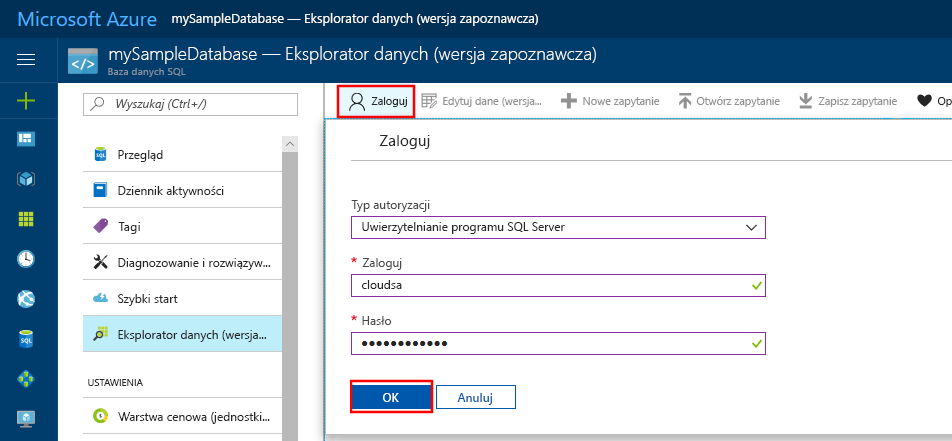 Microsoft Azure mySampleDatabase — Eksplorator danych (wersja zapoznawcza)
mySampleDatabase — Eksplorator danych (wersja zapoznawcza)
Baza danych SQL
Wyszukaj (Ctrl+/)
Przegląd
Dziennik aktywności
Tagi
Diagnozowanie i rozwiązyw...
Szybki start
Eksplorator danych (wersja...
USTAWIENIA
Warstwa cenowa (jednostki...
Zaloguj Edytuj dane (wersja... Nowe zapytanie Otwórz zapytanie Zapisz zapytanie Op
Zaloguj
Typ autoryzacji
Uwierzytelnianie programu SQL Server
* Zaloguj
cloudsa
* Hasło
••••••••••••
OK Anuluj